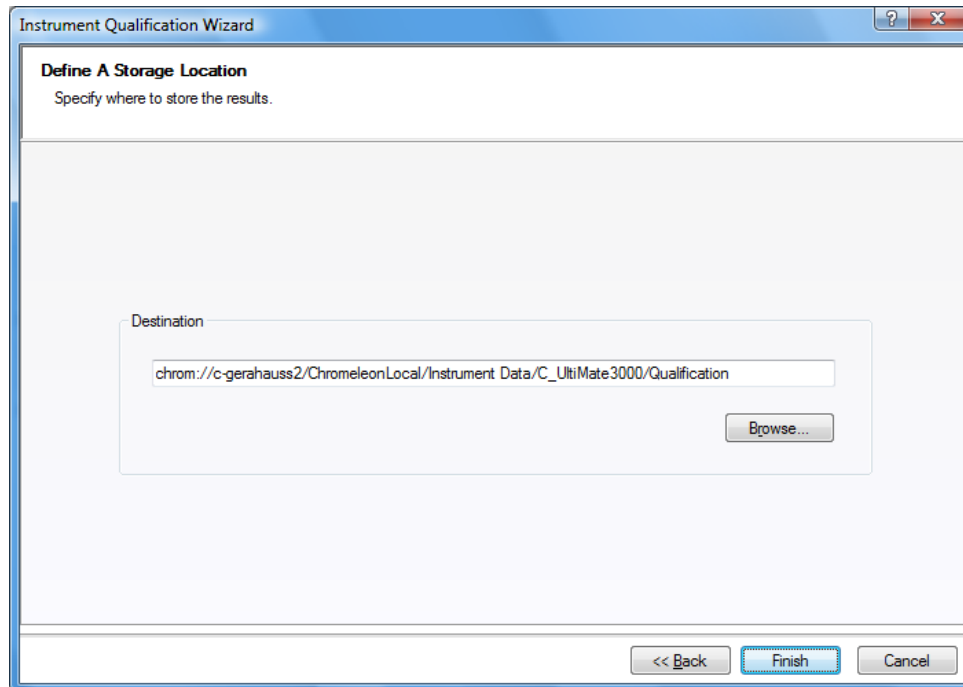 Instrument Qualification Wizard
?
Define A Storage Location
Specify where to store the results.
Destination
chrom://c-gerahauss2/ChromeleonLocal/Instrument Data/C_UltiMate3000/Qualification
Browse...
<< Back
Finish
Cancel